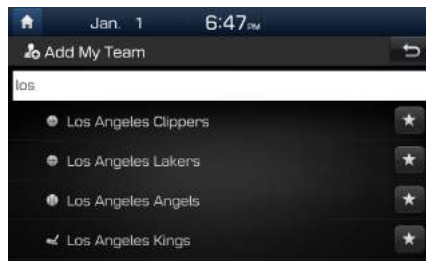 Jan. 1 6:47PM
Add My Team
los
Los Angeles Clippers
Los Angeles Lakers
Los Angeles Angels
Los Angeles Kings